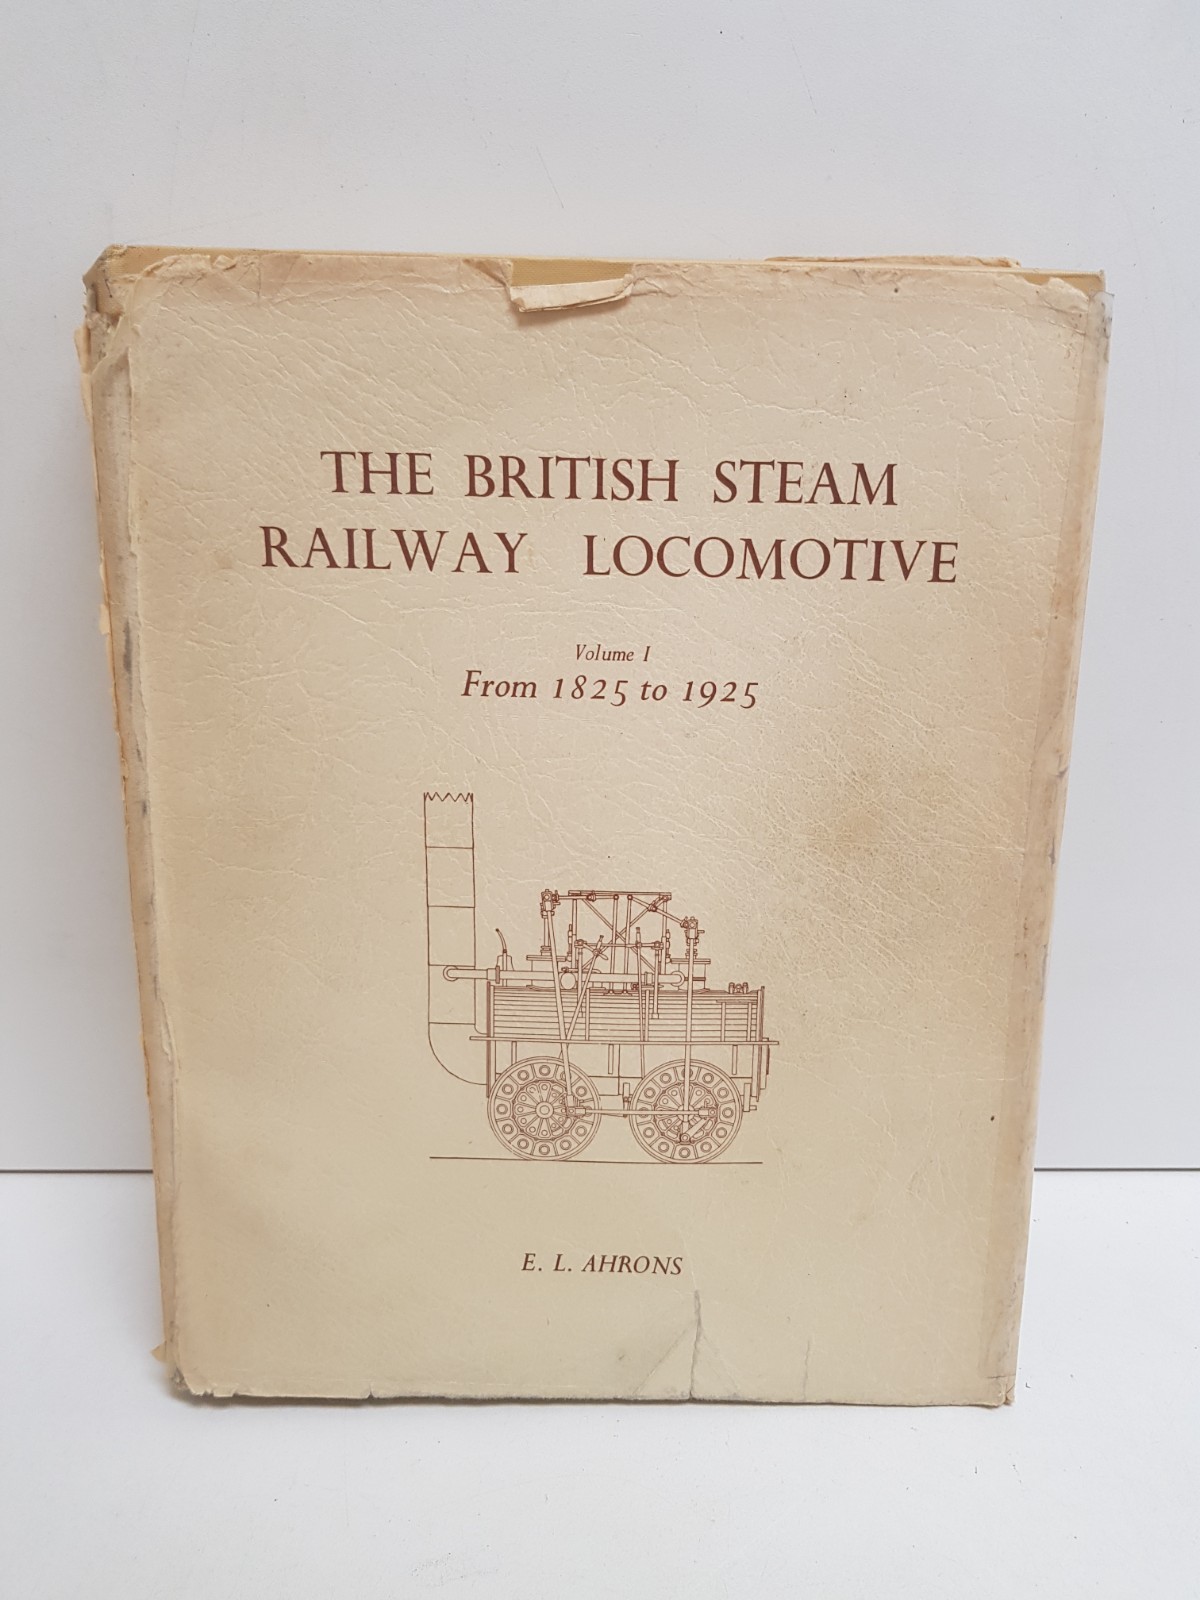 THE BRITISH STEAM
RAILWAY LOCOMOTIVE
Volume I
From 1825 to 1925
E. L. AHRONS